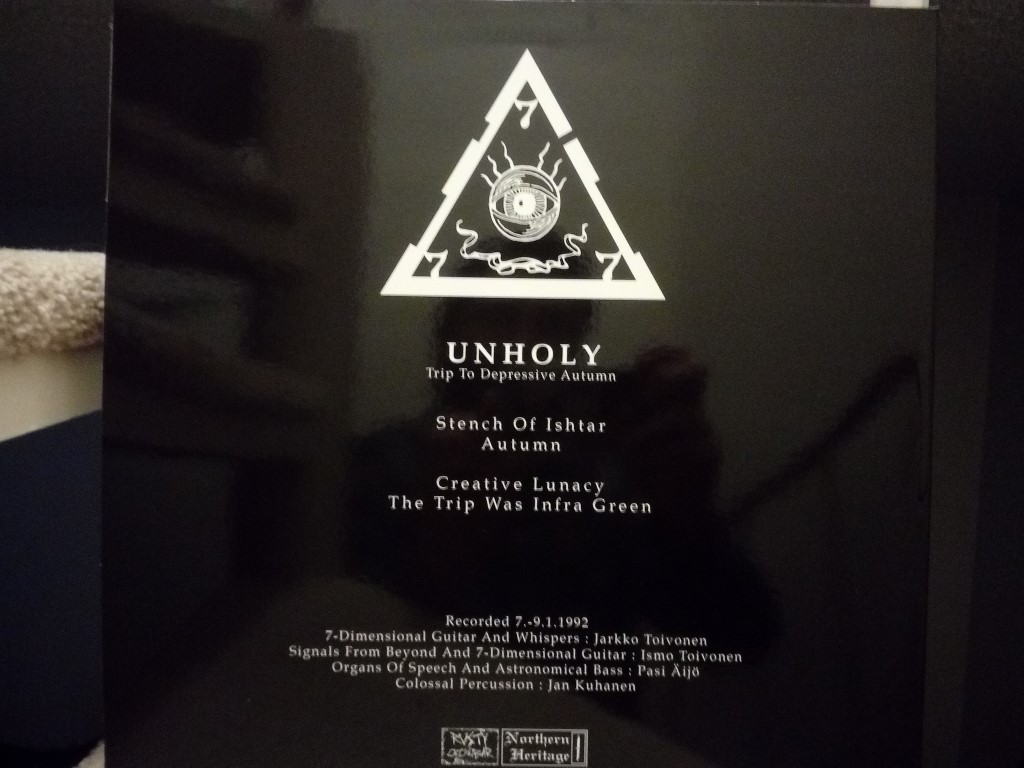 7
7
7
UNHOLY
Trip To Depressive Autumn
Stench Of Ishtar
Autumn
Creative Lunacy
The Trip Was Infra Green
Recorded 7.-9.1.1992
7-Dimensional Guitar And Whispers : Jarkko Toivonen
Signals From Beyond And 7-Dimensional Guitar : Ismo Toivonen
Organs Of Speech And Astronomical Bass : Pasi Äijö
Colossal Percussion : Jan Kuhanen
RUSTY CROWBAR
Northern
Heritage